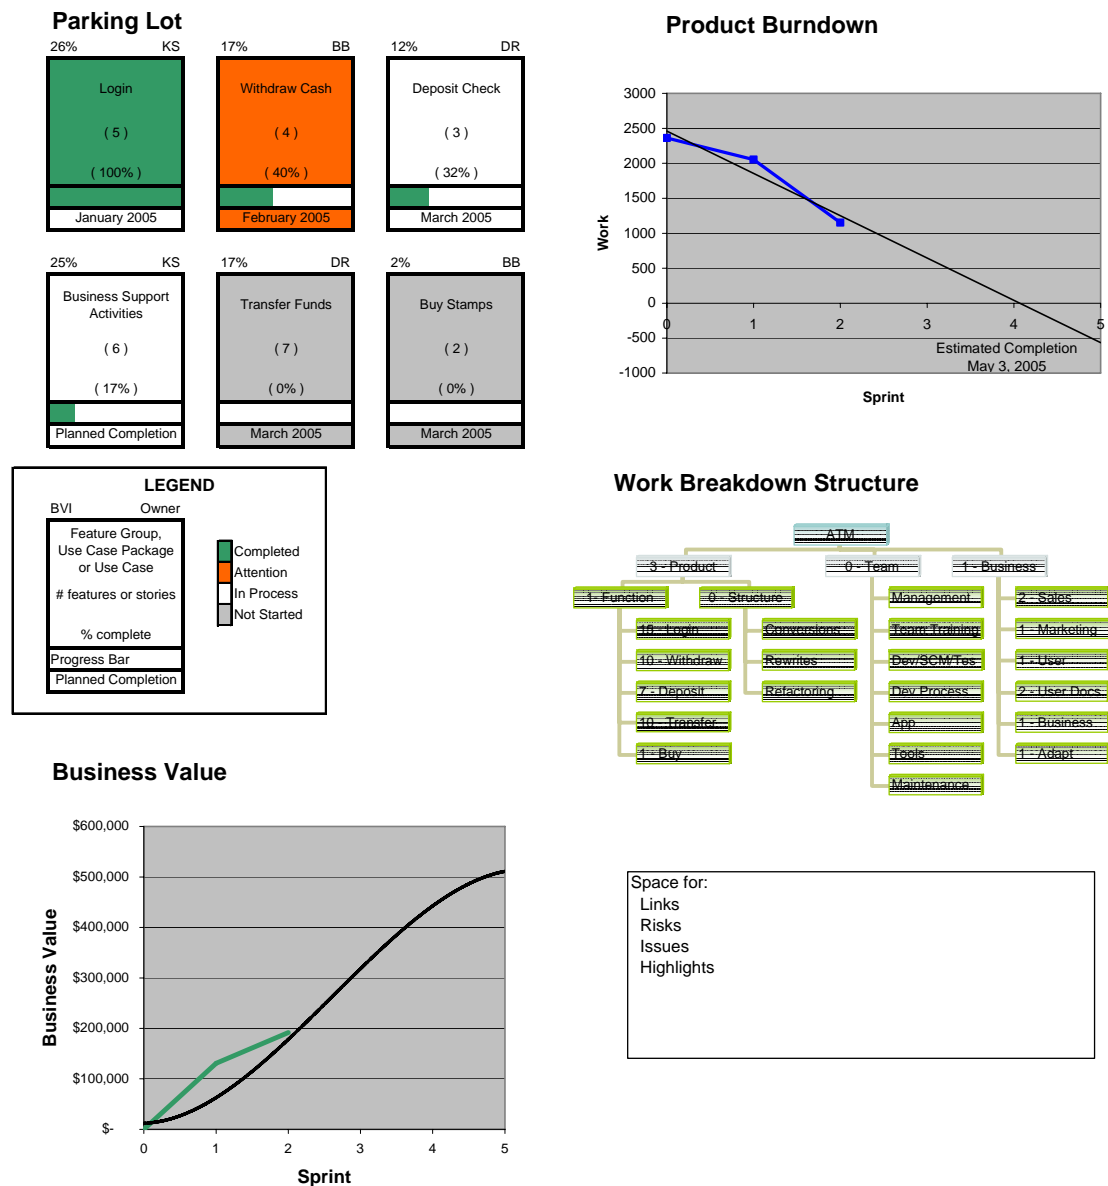 Parking Lot
26% KS
Login
( 5 )
( 100% )
January 2005
17% BB
Withdraw Cash
( 4 )
( 40% )
February 2005
12% DR
Deposit Check
( 3 )
( 32% )
March 2005
25% KS
Business Support
Activities
( 6 )
( 17% )
Planned Completion
17% DR
Transfer Funds
( 7 )
( 0% )
March 2005
2% BB
Buy Stamps
( 2 )
( 0% )
March 2005
LEGEND
BVI Owner
Feature Group,
Use Case Package
or Use Case
# features or stories
% complete
Progress Bar
Planned Completion
Completed
Attention
In Process
Not Started
Product Burndown
Work
3000
2500
2000
1500
1000
500
0
-500
-1000
0 1 2 3 4 5
Estimated Completion
May 3, 2005
Sprint
Work Breakdown Structure
ATM
3 - Product
0 - Team
1 - Business
1- Function
0 - Structure
15 - Login
10 - Withdraw
7 - Deposit
10 - Transfer
1 - Buy
Conversions
Rewrites
Refactoring
Management
Team Training
Dev/SCM/Tes
Dev Process
App
Tools
Maintenance
2 - Sales
1 - Marketing
1 - User
2 - User Docs
1 - Business
1 - Adapt
Business Value
Business Value
$600,000
$500,000
$400,000
$300,000
$200,000
$100,000
$-
0 1 2 3 4 5
Sprint
Space for:
Links
Risks
Issues
Highlights